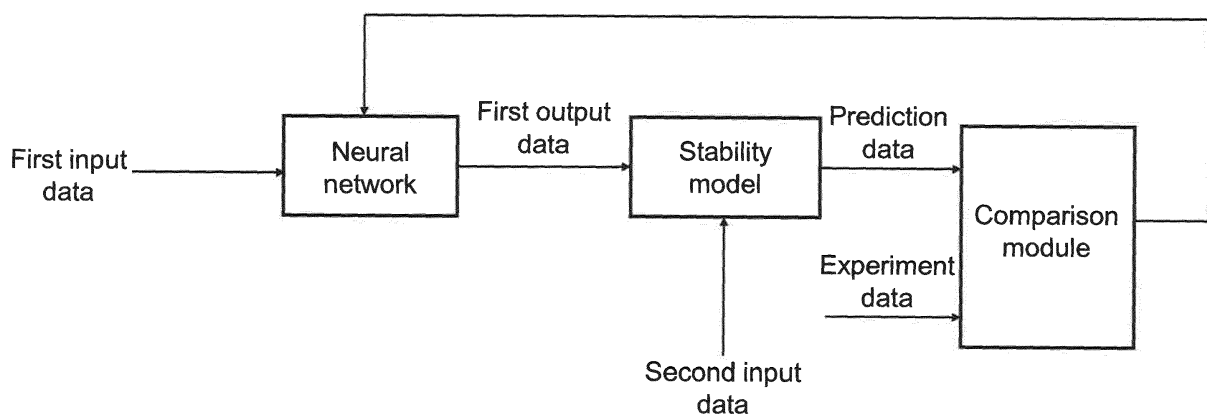 First input
data
Neural
network
First output
data
Stability
model
Prediction
data
Comparison
module
Experiment
data
Second input
data